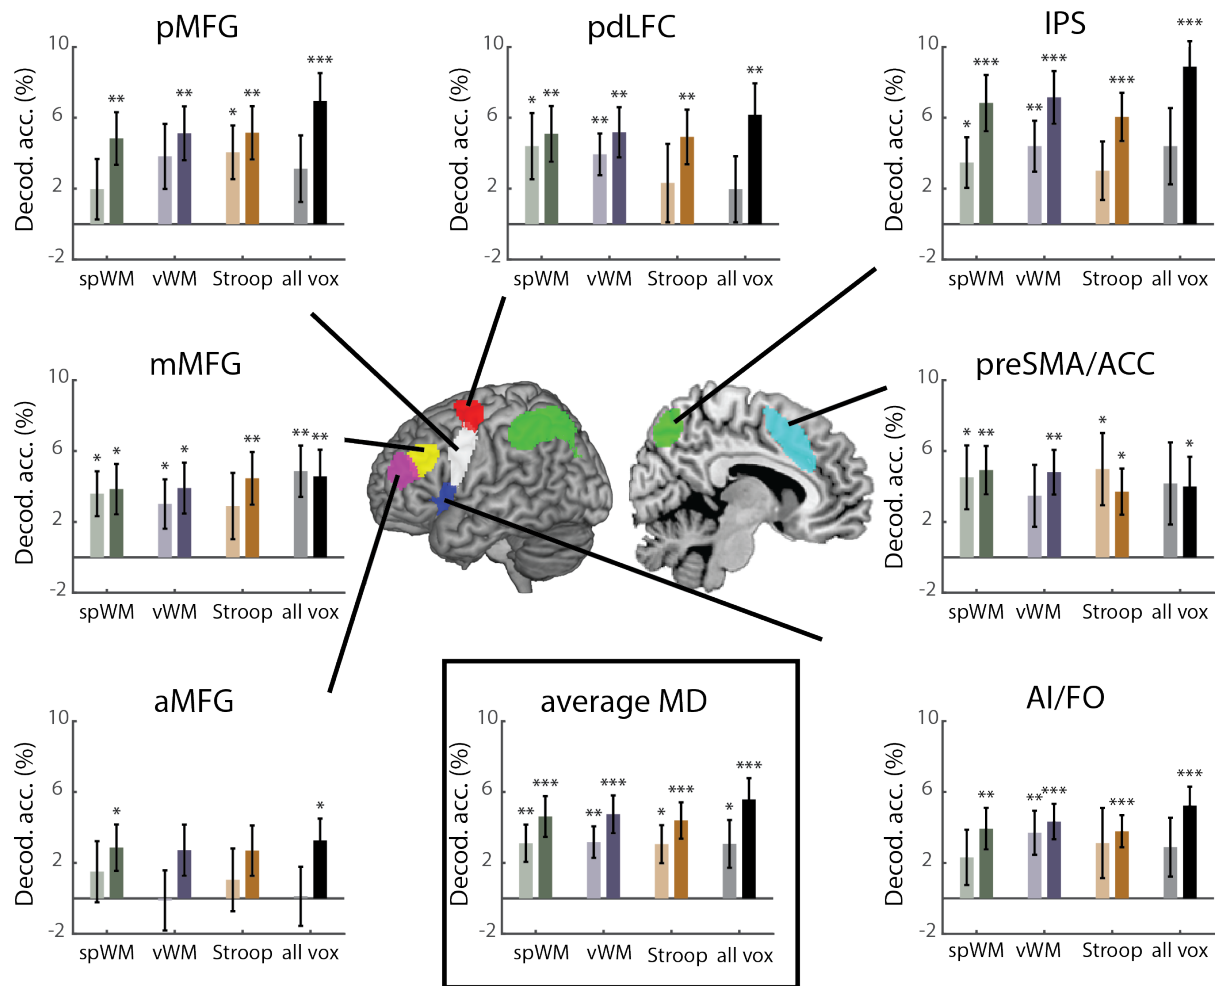 pMFG
Decod. acc. (%)
10
6
2
-2
** ** * ** ***
spWM vWM Stroop all vox
pdLFC
Decod. acc. (%)
10
6
2
-2
* ** ** ** ** **
spWM vWM Stroop all vox
IPS
Decod. acc. (%)
10
6
2
-2
* *** ** *** *** ***
spWM vWM Stroop all vox
mMFG
Decod. acc. (%)
10
6
2
-2
* * * * ** ** **
spWM vWM Stroop all vox
preSMA/ACC
Decod. acc. (%)
10
6
2
-2
* ** ** * * *
spWM vWM Stroop all vox
aMFG
Decod. acc. (%)
10
6
2
-2
* *
spWM vWM Stroop all vox
average MD
Decod. acc. (%)
10
6
2
-2
** *** ** *** * *** * ***
spWM vWM Stroop all vox
AI/FO
Decod. acc. (%)
10
6
2
-2
** ** *** *** ***
spWM vWM Stroop all vox